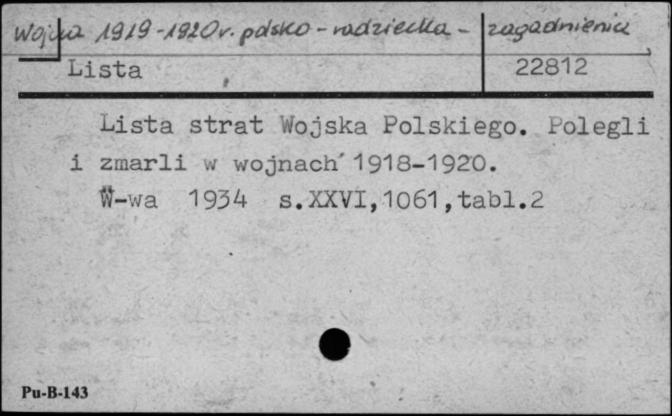 Wojna 1919-1920r. polsko-radziecka - zagadnienia
Lista 22812
Lista strat Wojska Polskiego. Polegli
i zmarli w wojnach 1918-1920.
W-wa 1934 s.XXVI,1061,tabl.2
Pu-B-143